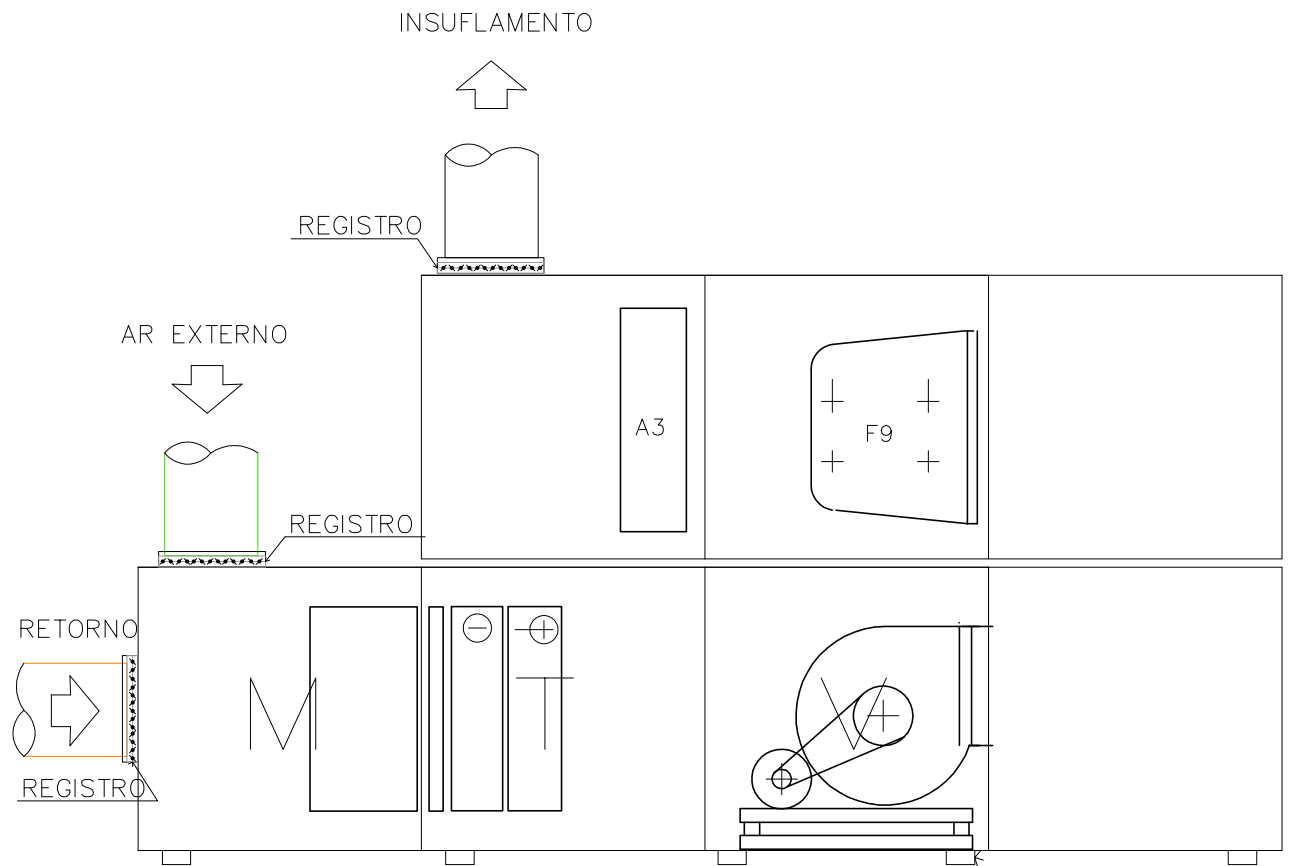 INSUFLAMENTO
REGISTRO
AR EXTERNO
A3
F9
REGISTRO
RETORNO
M T V
REGISTRO